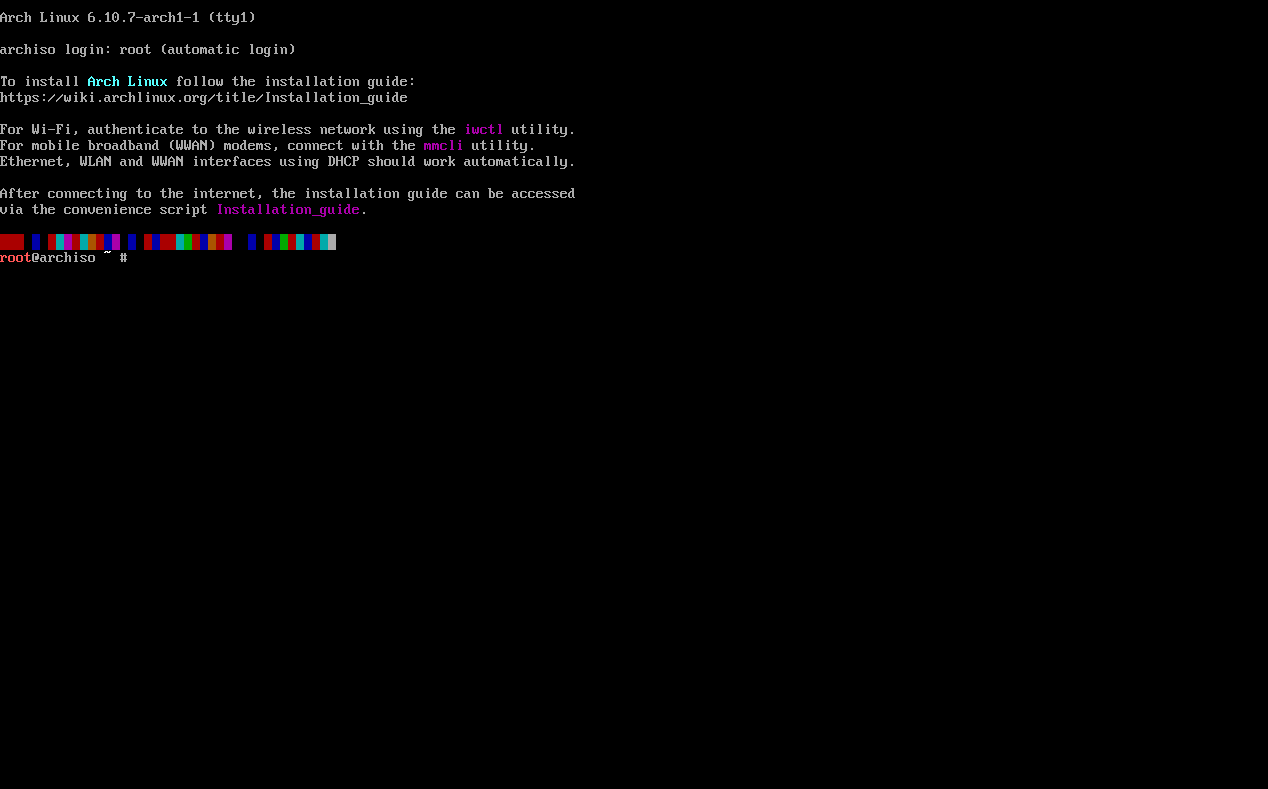 Arch Linux 6.10.7-arch1-1 (tty1)
archiso login: root (automatic login)
To install Arch Linux follow the installation guide:
https://wiki.archlinux.org/title/Installation_guide
For Wi-Fi, authenticate to the wireless network using the iwctl utility.
For mobile broadband (WWAN) modems, connect with the mmcli utility.
Ethernet, WLAN and WWAN interfaces using DHCP should work automatically.
After connecting to the internet, the installation guide can be accessed
via the convenience script Installation_guide.
root@archiso ~ #